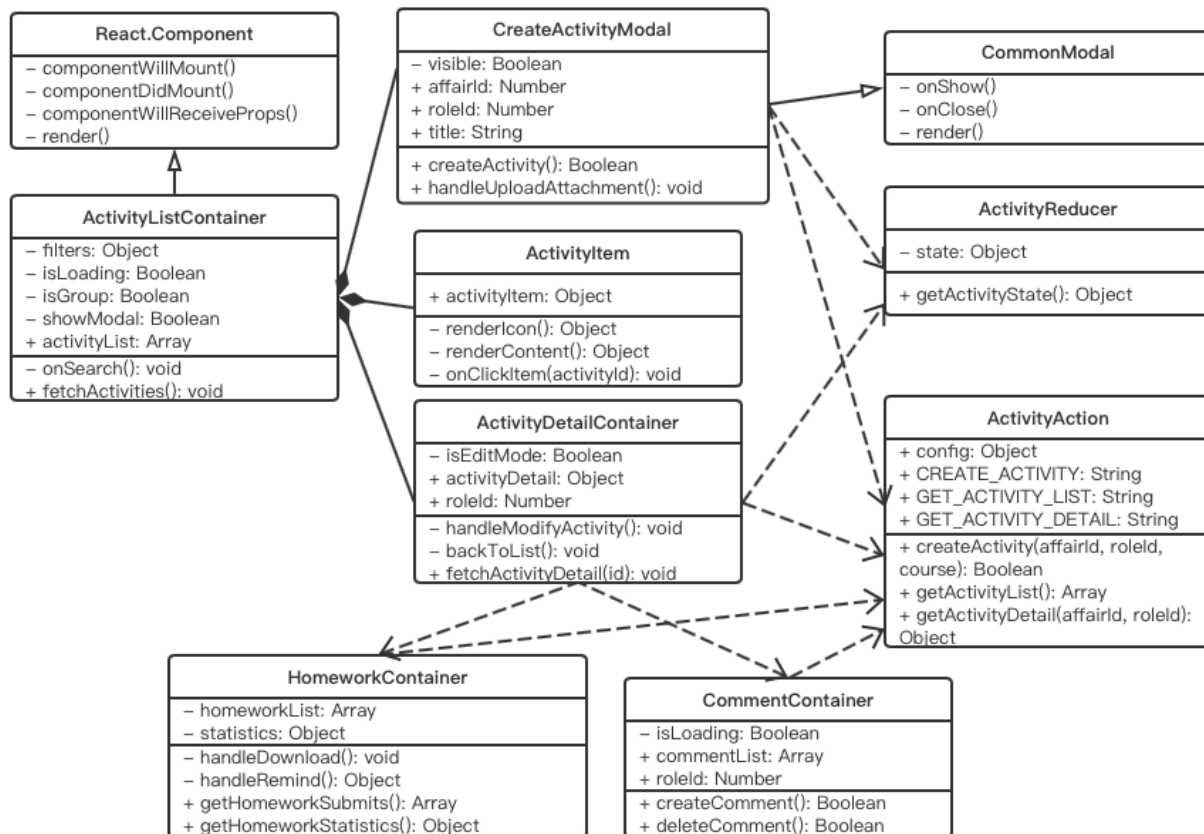 React.Component
– componentWillMount()
– componentDidMount()
– componentWillReceiveProps()
– render()
CreateActivityModal
– visible: Boolean
+ affairId: Number
+ roleId: Number
+ title: String
+ createActivity(): Boolean
+ handleUploadAttachment(): void
CommonModal
– onShow()
– onClose()
– render()
ActivityListContainer
– filters: Object
– isLoading: Boolean
– isGroup: Boolean
– showModal: Boolean
+ activityList: Array
– onSearch(): void
+ fetchActivities(): void
ActivityItem
+ activityItem: Object
– renderIcon(): Object
– renderContent(): Object
– onClickItem(activityId): void
ActivityReducer
– state: Object
+ getActivityState(): Object
ActivityDetailContainer
– isEditMode: Boolean
+ activityDetail: Object
+ roleId: Number
– handleModifyActivity(): void
– backToList(): void
+ fetchActivityDetail(id): void
ActivityAction
+ config: Object
+ CREATE_ACTIVITY: String
+ GET_ACTIVITY_LIST: String
+ GET_ACTIVITY_DETAIL: String
+ createActivity(affairId, roleId,
course): Boolean
+ getActivityList(): Array
+ getActivityDetail(affairId, roleId):
Object
HomeworkContainer
– homeworkList: Array
– statistics: Object
– handleDownload(): void
– handleRemind(): Object
+ getHomeworkSubmits(): Array
+ getHomeworkStatistics(): Object
CommentContainer
– isLoading: Boolean
+ commentList: Array
+ roleId: Number
+ createComment(): Boolean
+ deleteComment(): Boolean